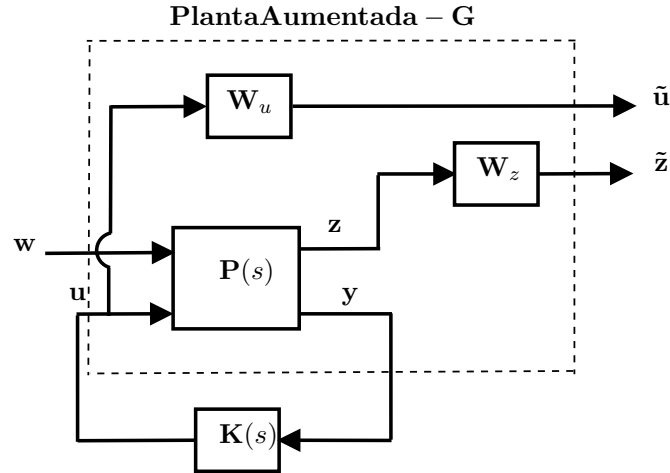 PlantaAumentada – G
W_u
ũ
W_z
z̃
w
z
P(s)
u
y
K(s)